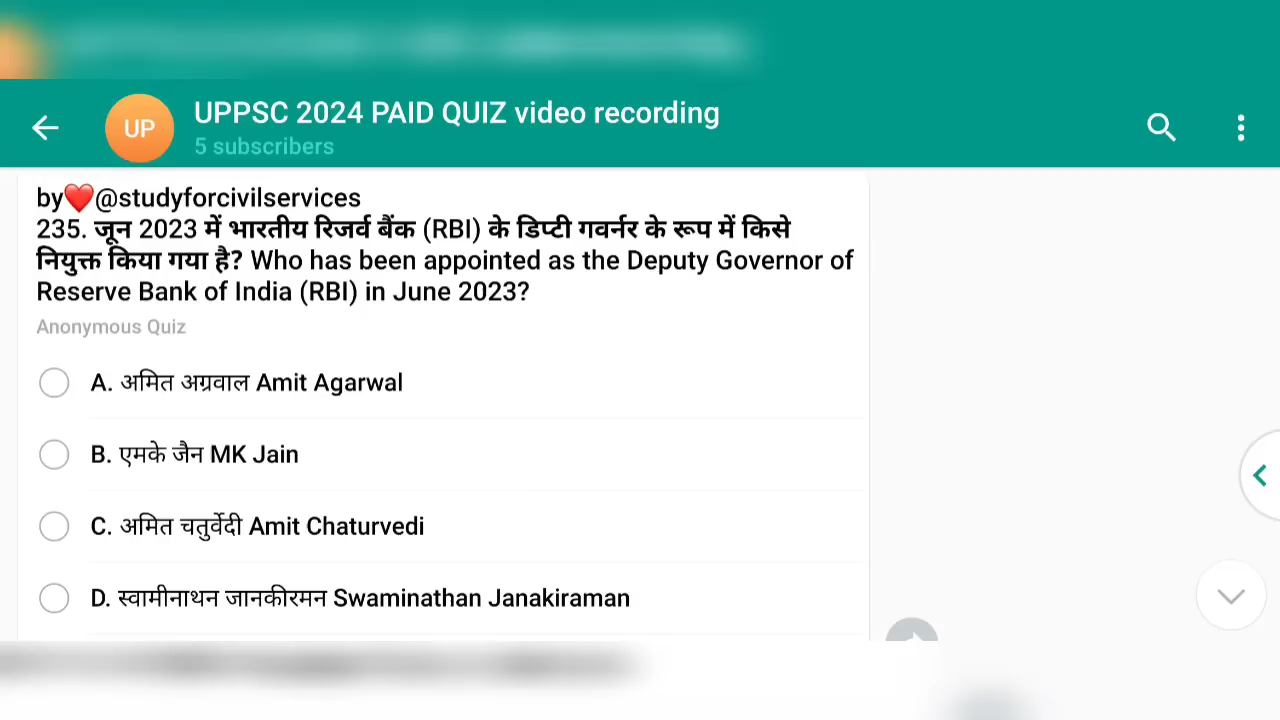 UP
UPPSC 2024 PAID QUIZ video recording
5 subscribers
by❤️@studyforcivilservices
235. जून 2023 में भारतीय रिजर्व बैंक (RBI) के डिप्टी गवर्नर के रूप में किसे
नियुक्त किया गया है? Who has been appointed as the Deputy Governor of
Reserve Bank of India (RBI) in June 2023?
Anonymous Quiz
A. अमित अग्रवाल Amit Agarwal
B. एमके जैन MK Jain
C. अमित चतुर्वेदी Amit Chaturvedi
D. स्वामीनाथन जानकीरमन Swaminathan Janakiraman